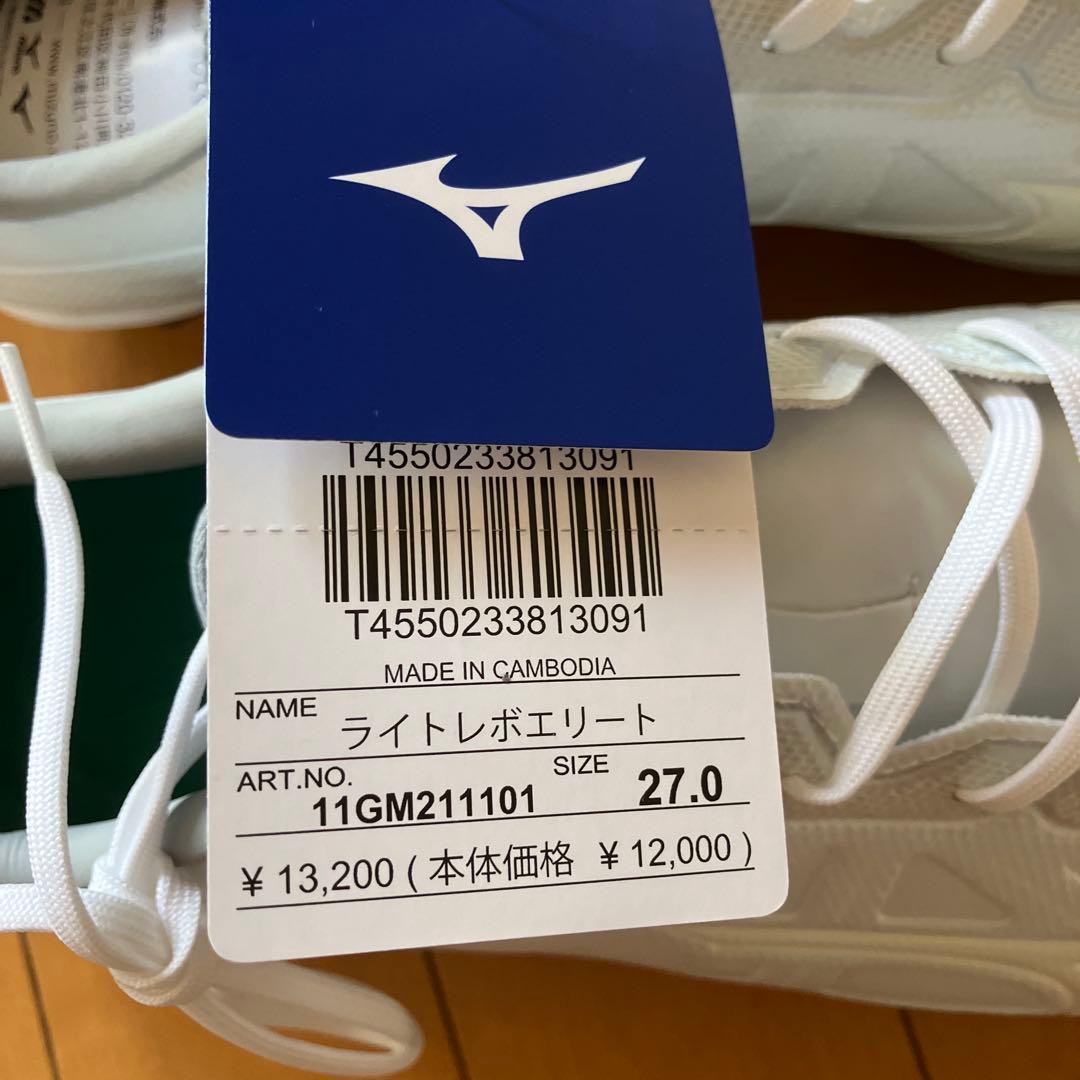 T4550233813091
T4550233813091
MADE IN CAMBODIA
NAME
ライトレボエリート
ART.NO.
SIZE
11GM211101
27.0
¥ 13,200 ( 本体価格 ¥ 12,000 )